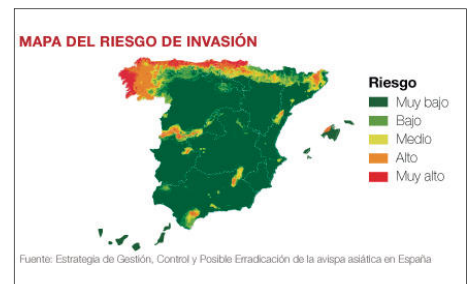 MAPA DEL RIESGO DE INVASIÓN
Riesgo
Muy bajo
Bajo
Medio
Alto
Muy alto
Fuente: Estrategia de Gestión, Control y Posible Erradicación de la avispa asiática en España